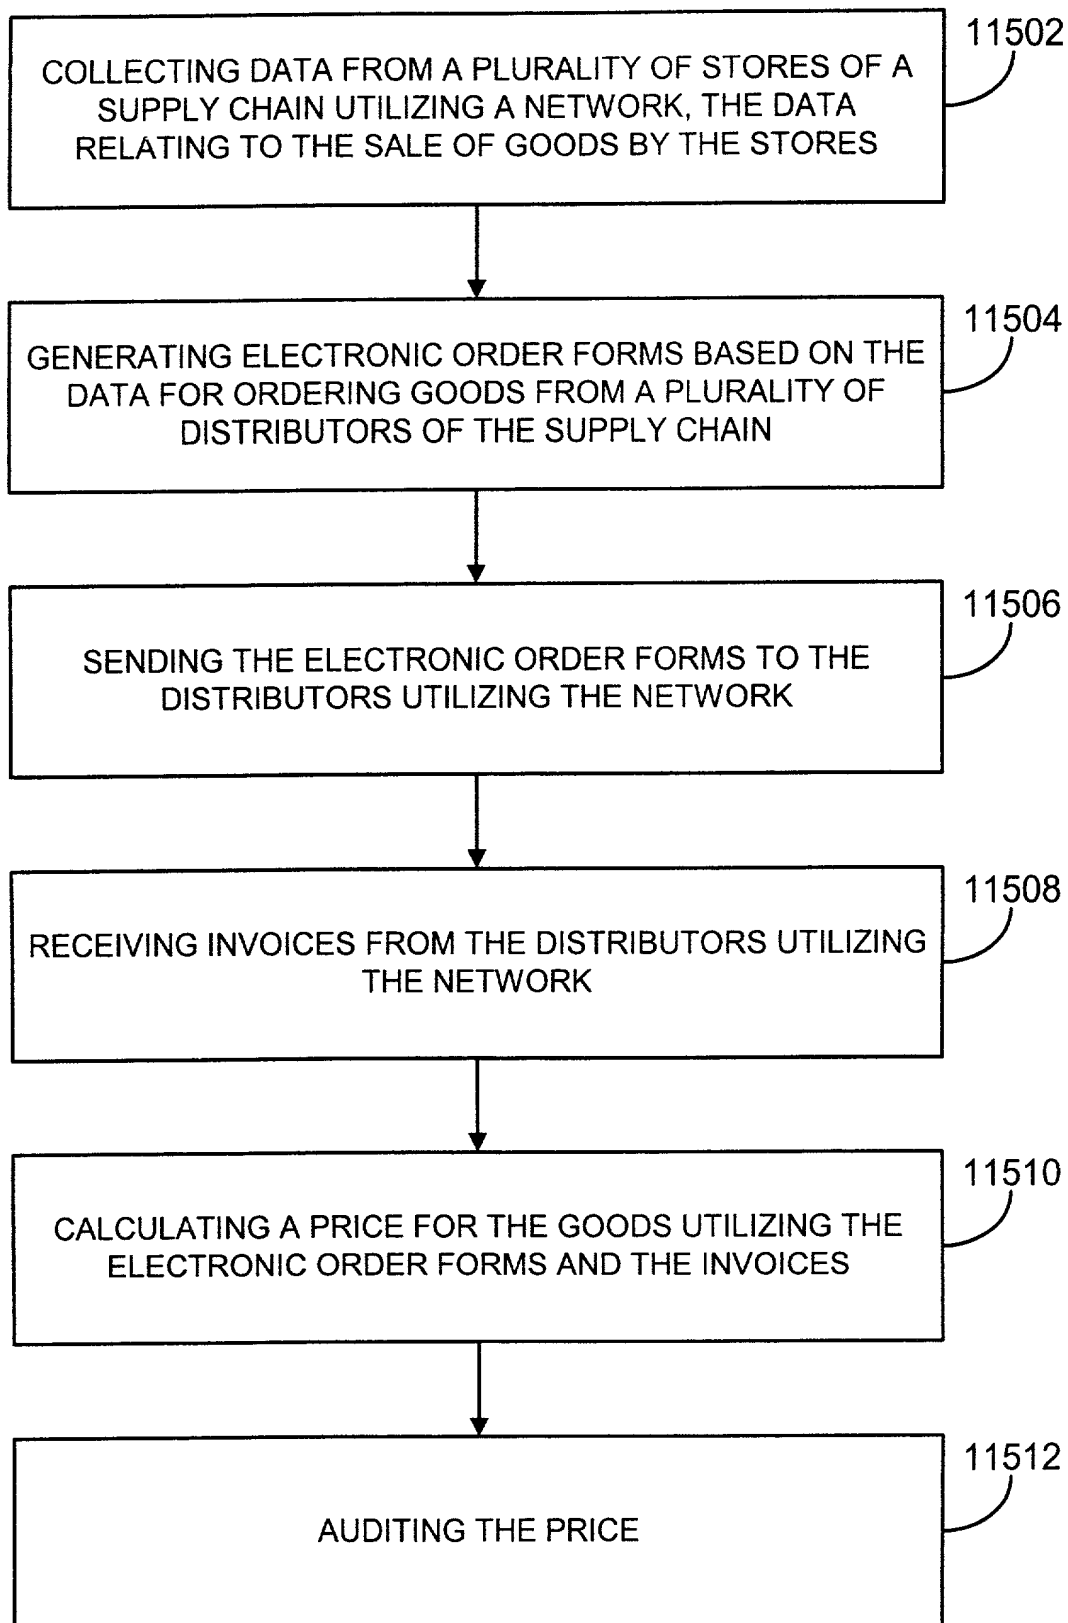 11502
COLLECTING DATA FROM A PLURALITY OF STORES OF A
SUPPLY CHAIN UTILIZING A NETWORK, THE DATA
RELATING TO THE SALE OF GOODS BY THE STORES
11504
GENERATING ELECTRONIC ORDER FORMS BASED ON THE
DATA FOR ORDERING GOODS FROM A PLURALITY OF
DISTRIBUTORS OF THE SUPPLY CHAIN
11506
SENDING THE ELECTRONIC ORDER FORMS TO THE
DISTRIBUTORS UTILIZING THE NETWORK
11508
RECEIVING INVOICES FROM THE DISTRIBUTORS UTILIZING
THE NETWORK
11510
CALCULATING A PRICE FOR THE GOODS UTILIZING THE
ELECTRONIC ORDER FORMS AND THE INVOICES
11512
AUDITING THE PRICE